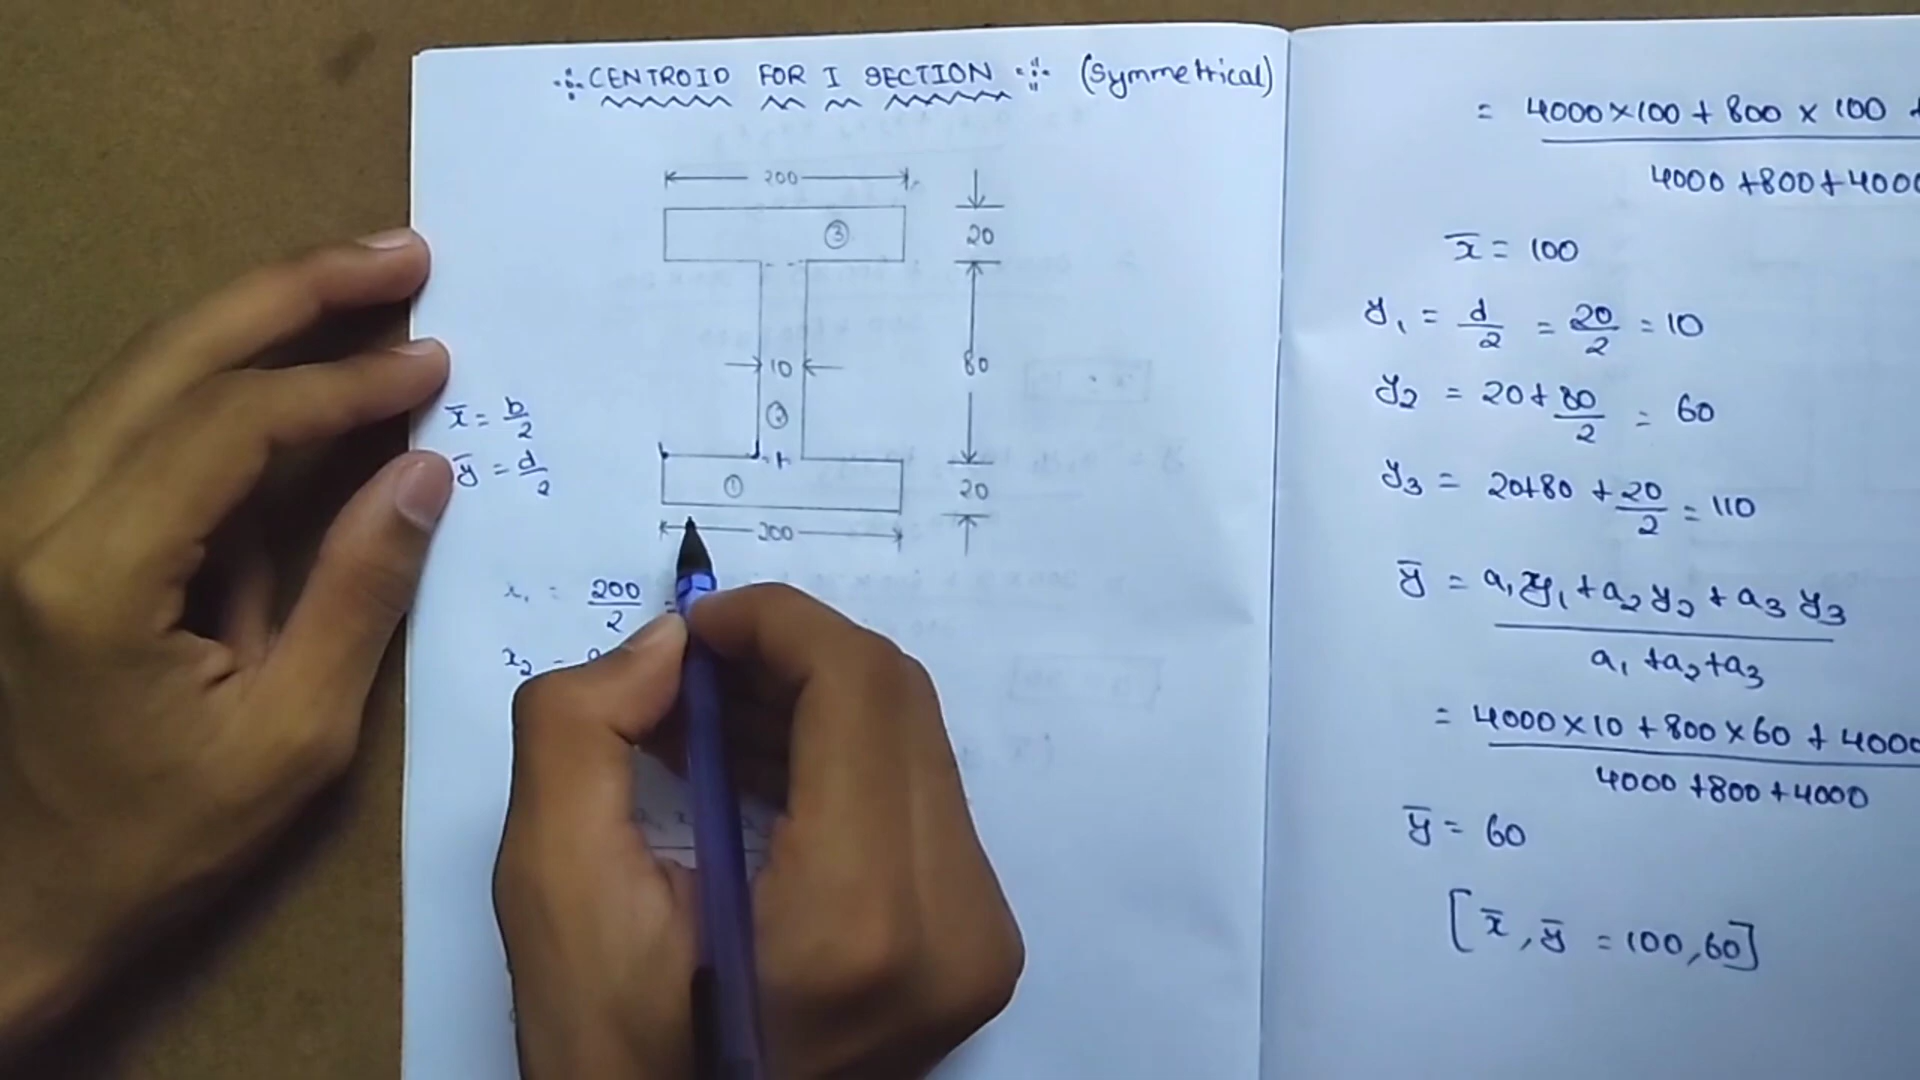 CENTROID FOR I SECTION (Symmetrical)
200
③
20
10
80
②
x̄ = b/2
ȳ = d/2
①
20
200
x₁ = 200/2 =
x₂ =
= 4000×100 + 800 × 100 +
4000 +800+4000
x̄ = 100
y₁ = d/2 = 20/2 = 10
y₂ = 20+ 80/2 = 60
y₃ = 20+80 + 20/2 = 110
ȳ = a₁y₁ + a₂y₂ + a₃y₃
a₁ +a₂+a₃
= 4000×10 + 800×60 + 4000
4000 +800+4000
ȳ = 60
[x̄, ȳ = 100,60]